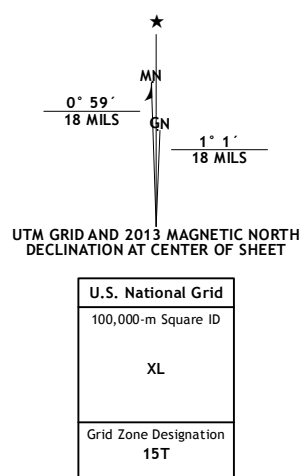 ★
MN
0° 59´
18 MILS
GN
1° 1´
18 MILS
UTM GRID AND 2013 MAGNETIC NORTH
DECLINATION AT CENTER OF SHEET
U.S. National Grid
100,000-m Square ID
XL
Grid Zone Designation
15T